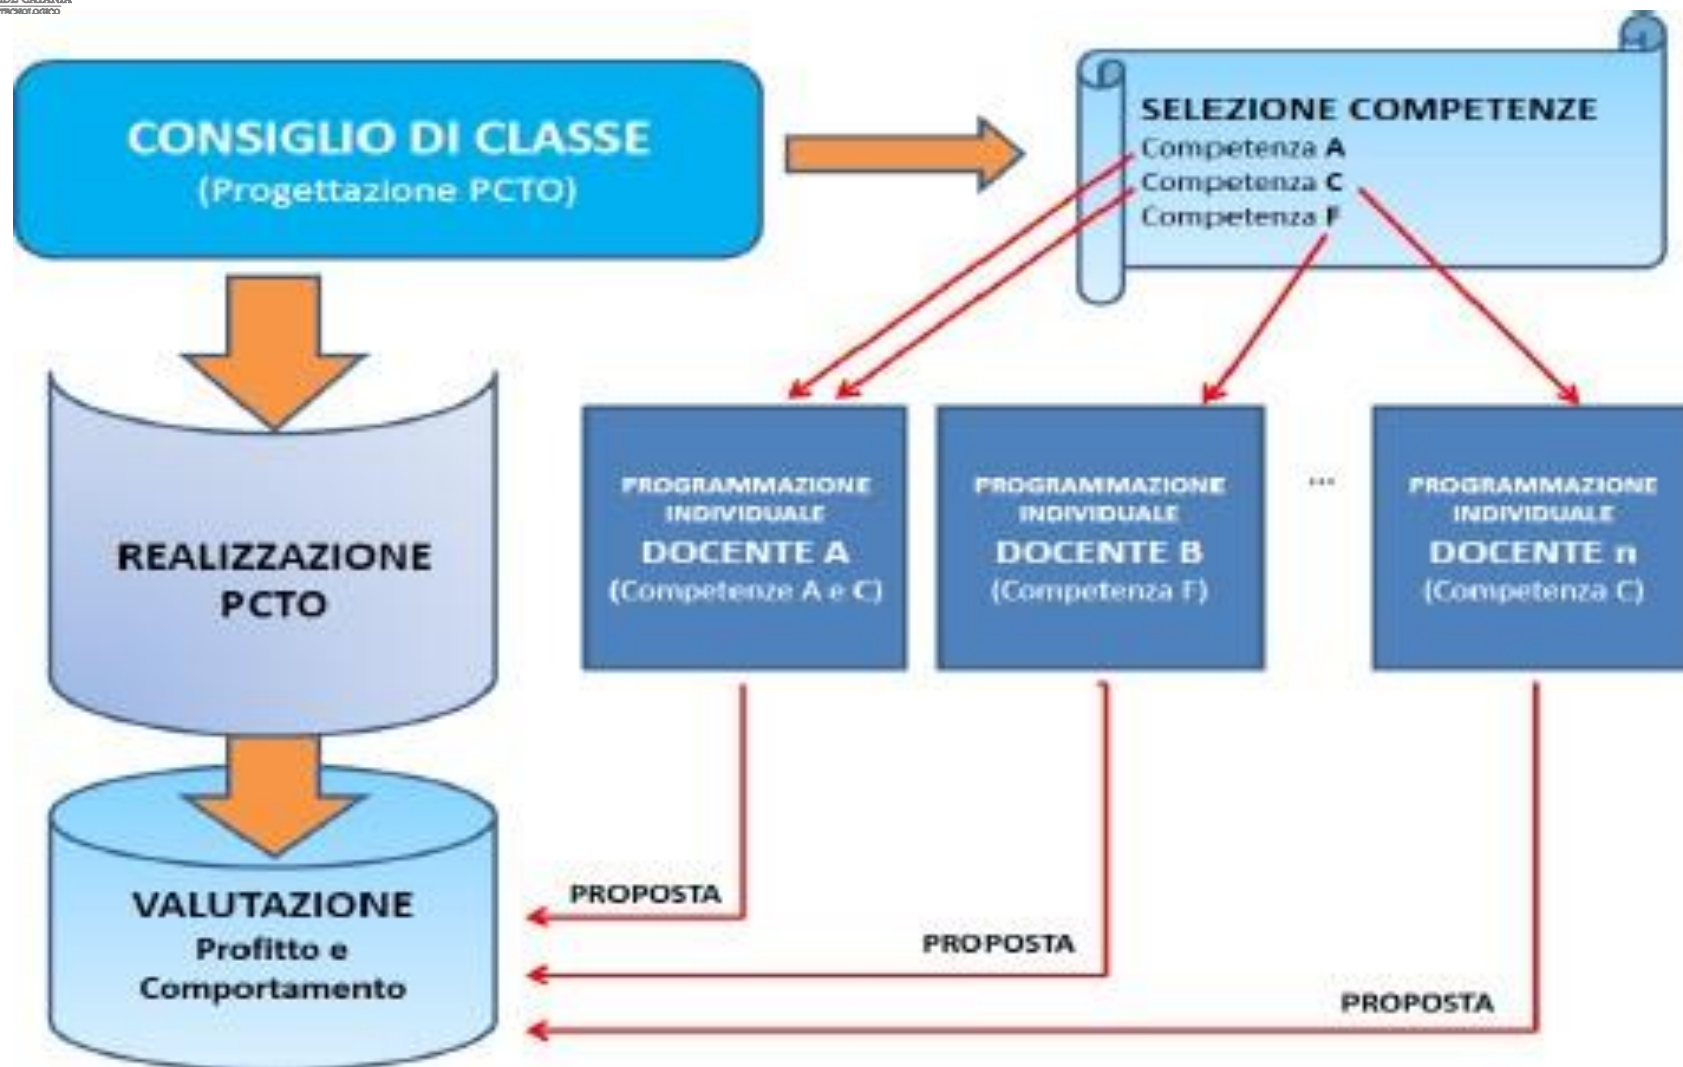 TECNOLOGICO
CONSIGLIO DI CLASSE
(Progettazione PCTO)
SELEZIONE COMPETENZE
Competenza A
Competenza C
Competenza F
REALIZZAZIONE
PCTO
PROGRAMMAZIONE
INDIVIDUALE
DOCENTE A
(Competenze A e C)
PROGRAMMAZIONE
INDIVIDUALE
DOCENTE B
(Competenza F)
...
PROGRAMMAZIONE
INDIVIDUALE
DOCENTE n
(Competenza C)
VALUTAZIONE
Profitto e
Comportamento
PROPOSTA
PROPOSTA
PROPOSTA